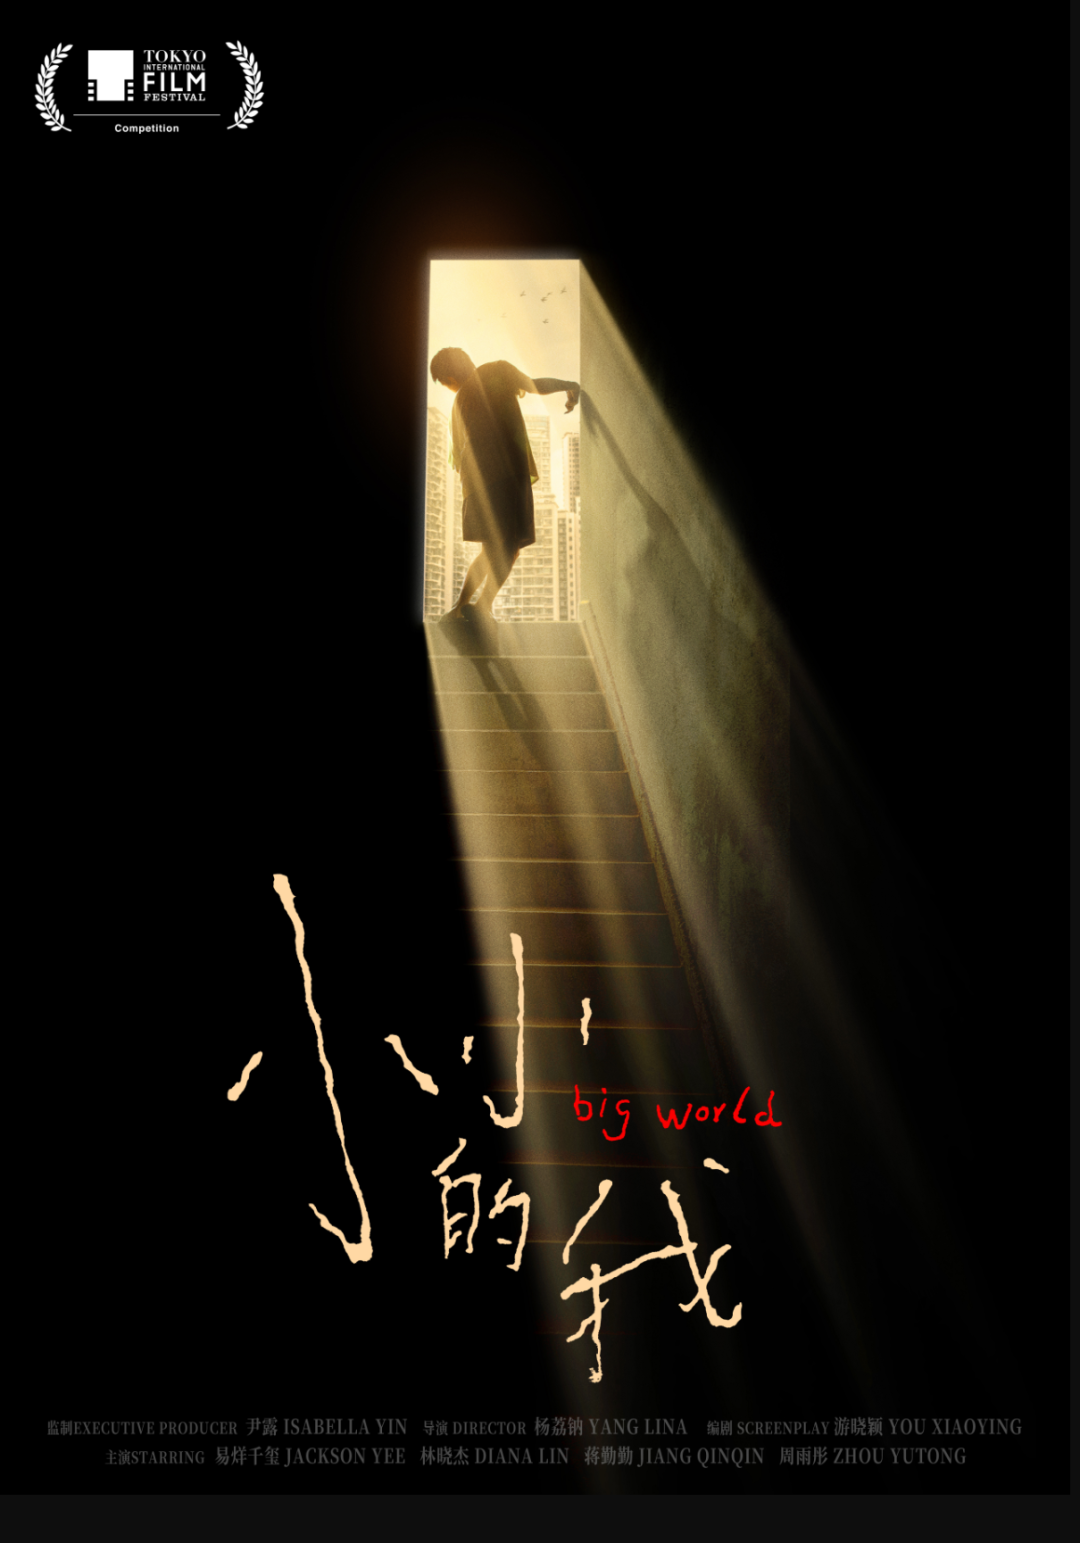 TOKYO
INTERNATIONAL
FILM
FESTIVAL
Competition
小小
big world
的我
监制EXECUTIVE PRODUCER 尹露 ISABELLA YIN 导演 DIRECTOR 杨荔钠 YANG LINA 编剧 SCREENPLAY 游晓颖 YOU XIAOYING
主演STARRING 易烊千玺 JACKSON YEE 林晓杰 DIANA LIN 蒋勤勤 JIANG QINQIN 周雨彤 ZHOU YUTONG